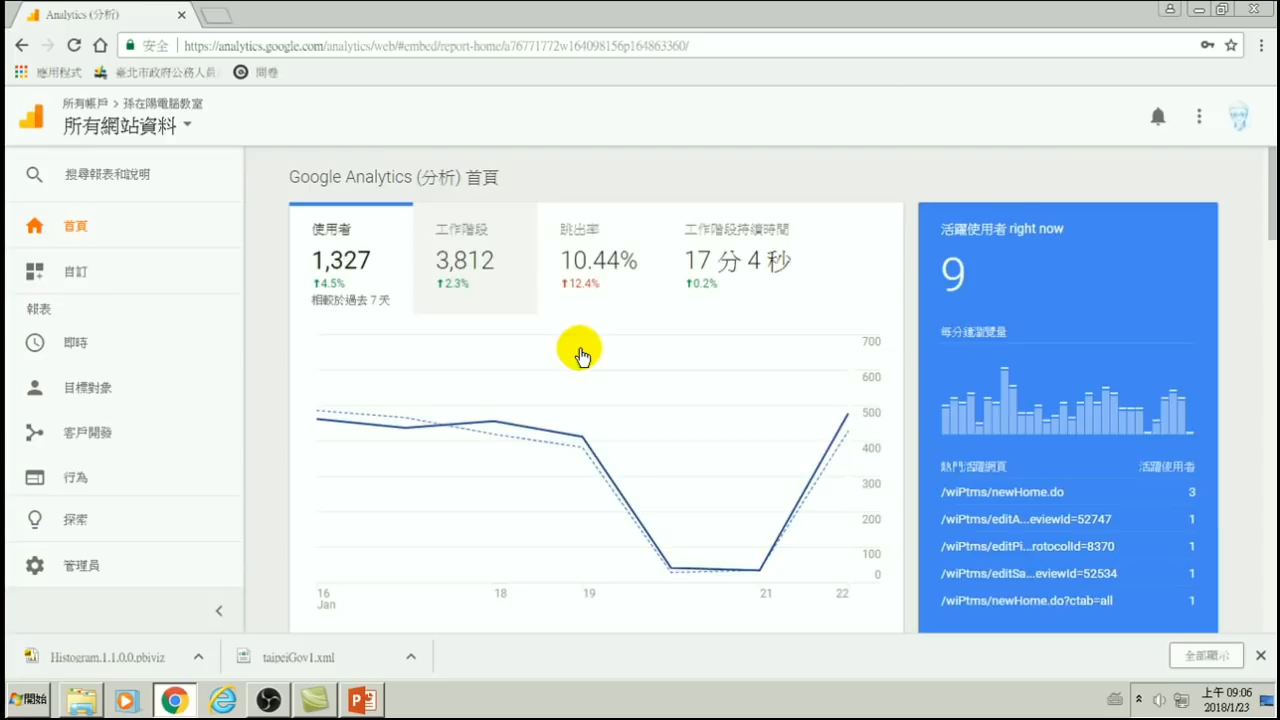 Analytics (分析)
安全
https://analytics.google.com/analytics/web/#embed/report-home/a76771772w164098156p164863360/
應用程式
臺北市政府公務人員
問卷
所有帳戶 > 孫在陽電腦教室
所有網站資料
搜尋報表和說明
首頁
自訂
報表
即時
目標對象
客戶開發
行為
探索
管理員
Google Analytics (分析) 首頁
使用者
1,327
4.5%
相較於過去 7 天
工作階段
3,812
2.3%
跳出率
10.44%
12.4%
工作階段持續時間
17 分 4 秒
0.2%
700
600
500
400
300
200
100
0
16
Jan
18
19
21
22
活躍使用者 right now
9
每分鐘瀏覽量
熱門活躍網頁 活躍使用者
/wiPtms/newHome.do 3
/wiPtms/editA...eviewId=52747 1
/wiPtms/editPi...rotocolId=8370 1
/wiPtms/editSa...eviewId=52534 1
/wiPtms/newHome.do?ctab=all 1
Histogram.1.1.0.0.pbiviz
taipeiGov1.xml
全部顯示
開始
上午 09:06
2018/1/23